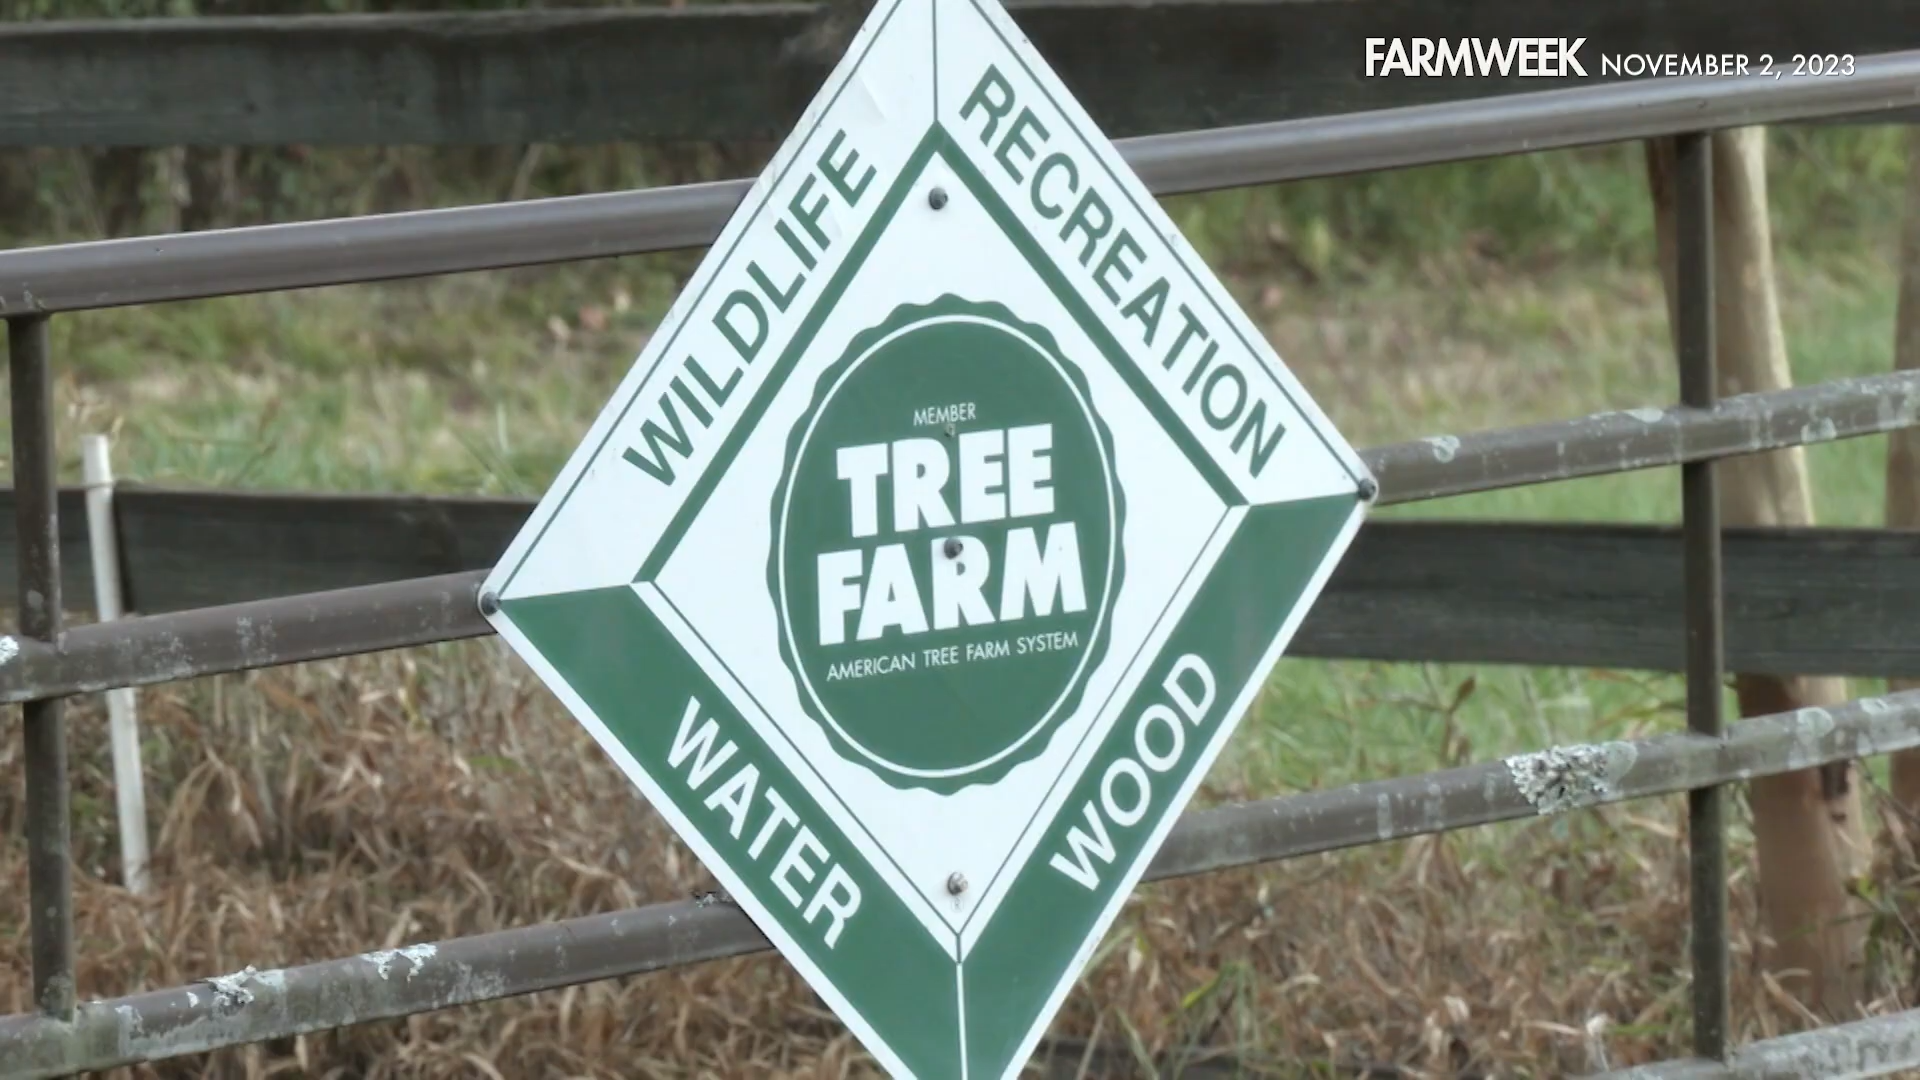 FARMWEEK NOVEMBER 2, 2023
WILDLIFE
RECREATION
MEMBER
TREE
FARM
AMERICAN TREE FARM SYSTEM
WATER
WOOD